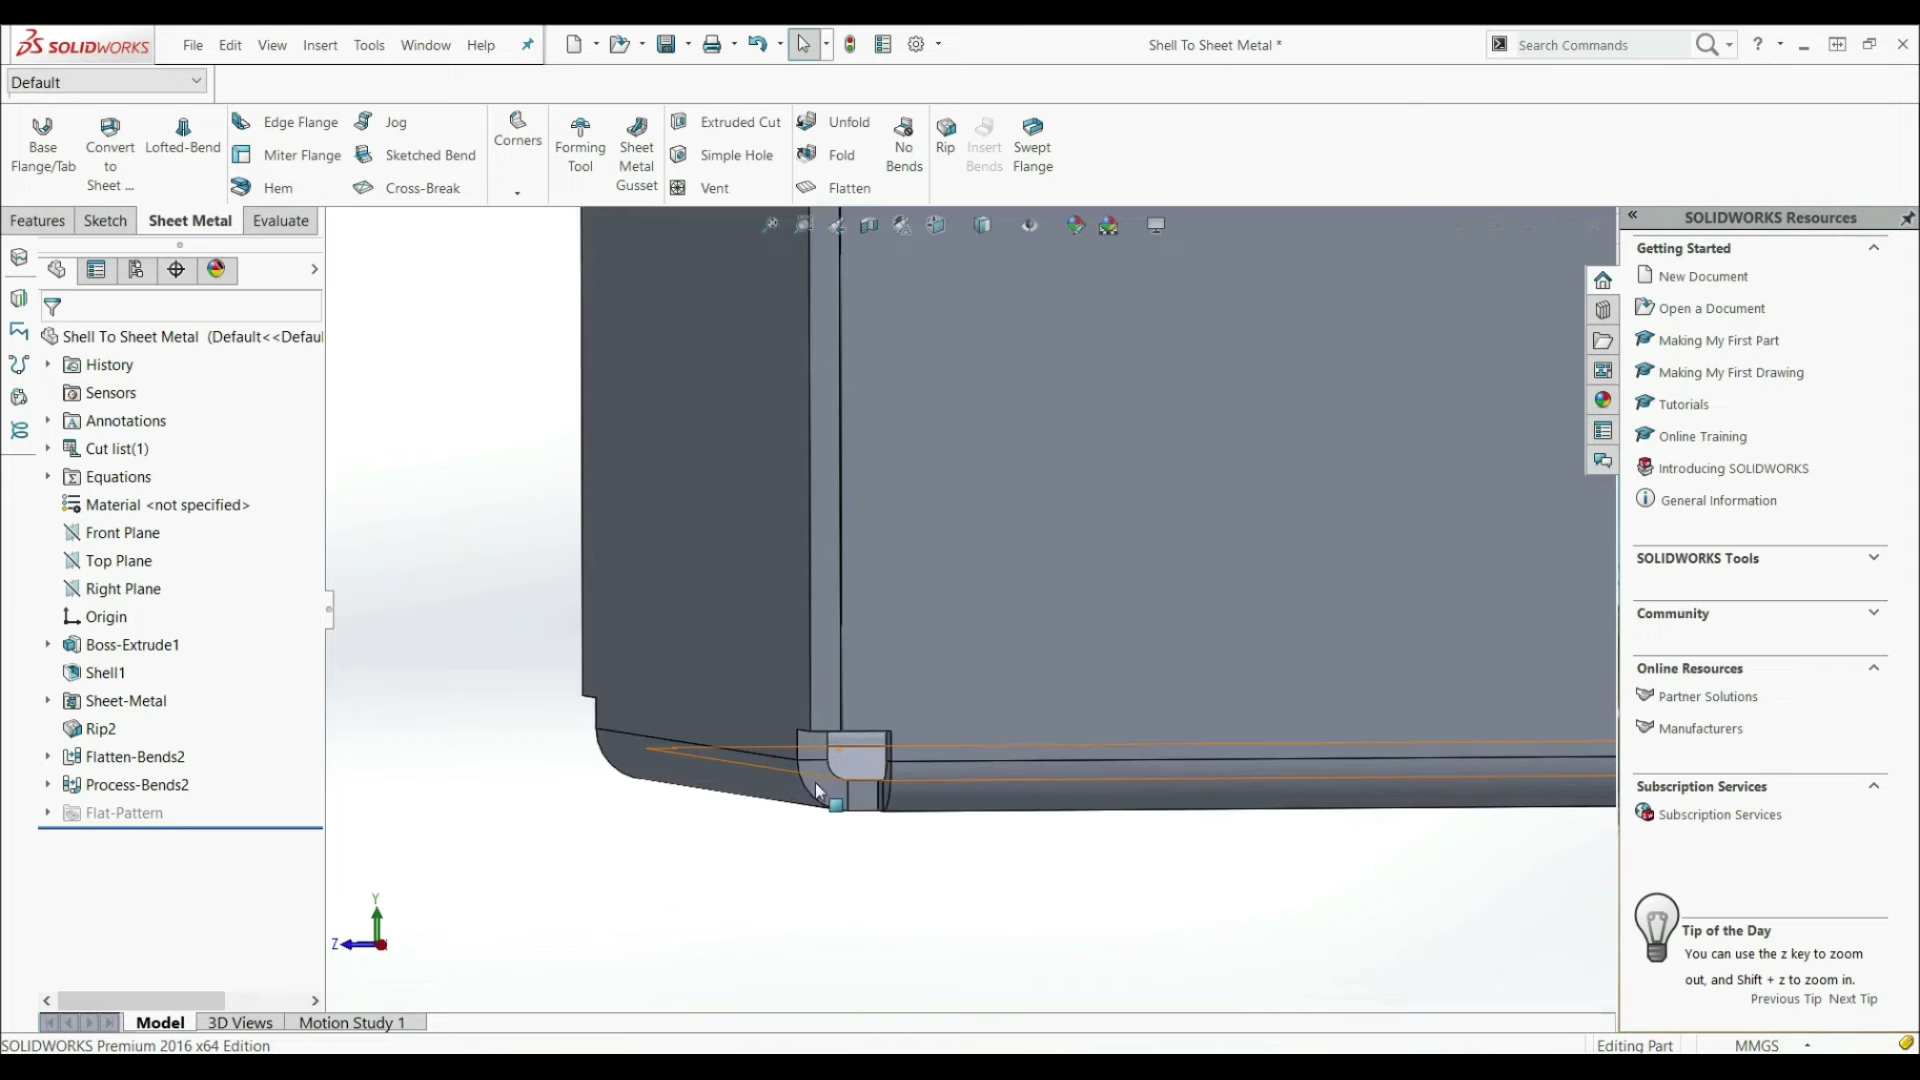 SOLIDWORKS File Edit View Insert Tools Window Help Shell To Sheet Metal * Search Commands ?
Default
Base Flange/Tab
Convert to Sheet ...
Lofted-Bend
Edge Flange
Miter Flange
Hem
Jog
Sketched Bend
Cross-Break
Corners
Forming Tool
Sheet Metal Gusset
Extruded Cut
Simple Hole
Vent
Unfold
Fold
Flatten
No Bends
Rip
Insert Bends
Swept Flange
Features Sketch Sheet Metal Evaluate
Shell To Sheet Metal (Default<<Defaul
History
Sensors
Annotations
Cut list(1)
Equations
Material <not specified>
Front Plane
Top Plane
Right Plane
Origin
Boss-Extrude1
Shell1
Sheet-Metal
Rip2
Flatten-Bends2
Process-Bends2
Flat-Pattern
Y
Z
SOLIDWORKS Resources
Getting Started
New Document
Open a Document
Making My First Part
Making My First Drawing
Tutorials
Online Training
Introducing SOLIDWORKS
General Information
SOLIDWORKS Tools
Community
Online Resources
Partner Solutions
Manufacturers
Subscription Services
Subscription Services
Tip of the Day
You can use the z key to zoom
out, and Shift + z to zoom in.
Previous Tip Next Tip
Model 3D Views Motion Study 1
SOLIDWORKS Premium 2016 x64 Edition Editing Part MMGS